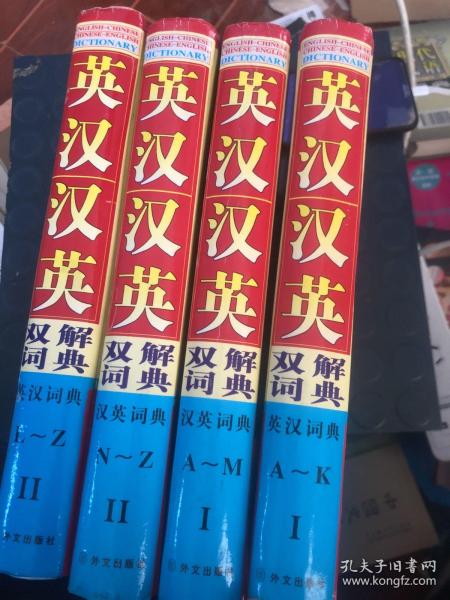 ENGLISH-CHINESE
CHINESE-ENGLISH
DICTIONARY
英汉汉英
双解
词典
英汉词典
L～Z
II
外文出版社
ENGLISH-CHINESE
CHINESE-ENGLISH
DICTIONARY
英汉汉英
双解
词典
汉英词典
N～Z
II
外文出版社
ENGLISH-CHINESE
CHINESE-ENGLISH
DICTIONARY
英汉汉英
双解
词典
汉英词典
A～M
I
外文出版社
ENGLISH-CHINESE
CHINESE-ENGLISH
DICTIONARY
英汉汉英
双解
词典
英汉词典
A～K
I
外文出版社
孔夫子旧书网
www.kongfz.com